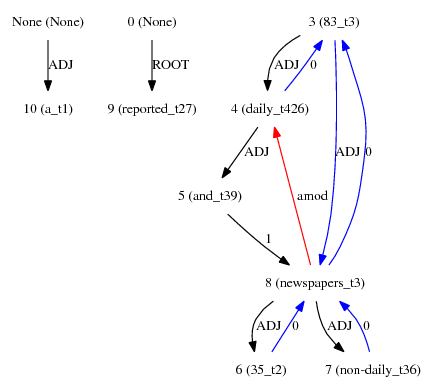 None (None) 0 (None) 3 (83_t3)
ADJ ROOT ADJ 0
10 (a_t1) 9 (reported_t27) 4 (daily_t426)
ADJ ADJ 0
5 (and_t39) amod
1
8 (newspapers_t3)
ADJ 0 ADJ 0
6 (35_t2) 7 (non-daily_t36)